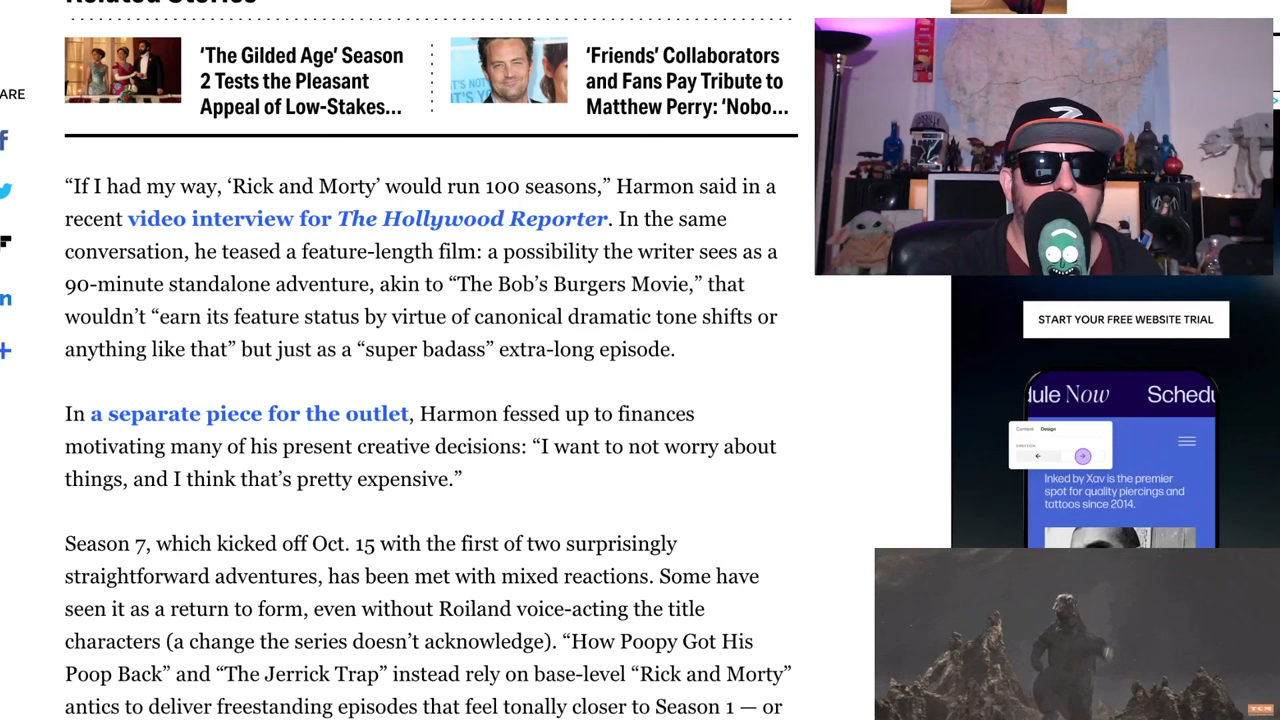 Related Stories
‘The Gilded Age’ Season
2 Tests the Pleasant
Appeal of Low-Stakes...
‘Friends’ Collaborators
and Fans Pay Tribute to
Matthew Perry: ‘Nobo...
ARE
“If I had my way, ‘Rick and Morty’ would run 100 seasons,” Harmon said in a
recent video interview for The Hollywood Reporter. In the same
conversation, he teased a feature-length film: a possibility the writer sees as a
90-minute standalone adventure, akin to “The Bob’s Burgers Movie,” that
wouldn’t “earn its feature status by virtue of canonical dramatic tone shifts or
anything like that” but just as a “super badass” extra-long episode.
In a separate piece for the outlet, Harmon fessed up to finances
motivating many of his present creative decisions: “I want to not worry about
things, and I think that’s pretty expensive.”
Season 7, which kicked off Oct. 15 with the first of two surprisingly
straightforward adventures, has been met with mixed reactions. Some have
seen it as a return to form, even without Roiland voice-acting the title
characters (a change the series doesn’t acknowledge). “How Poopy Got His
Poop Back” and “The Jerrick Trap” instead rely on base-level “Rick and Morty”
antics to deliver freestanding episodes that feel tonally closer to Season 1 — or
START YOUR FREE WEBSITE TRIAL
dule Now Schedu
Content Design
DIRECTION
Inked by Xav is the premier
spot for quality piercings and
tattoos since 2014.
TCM